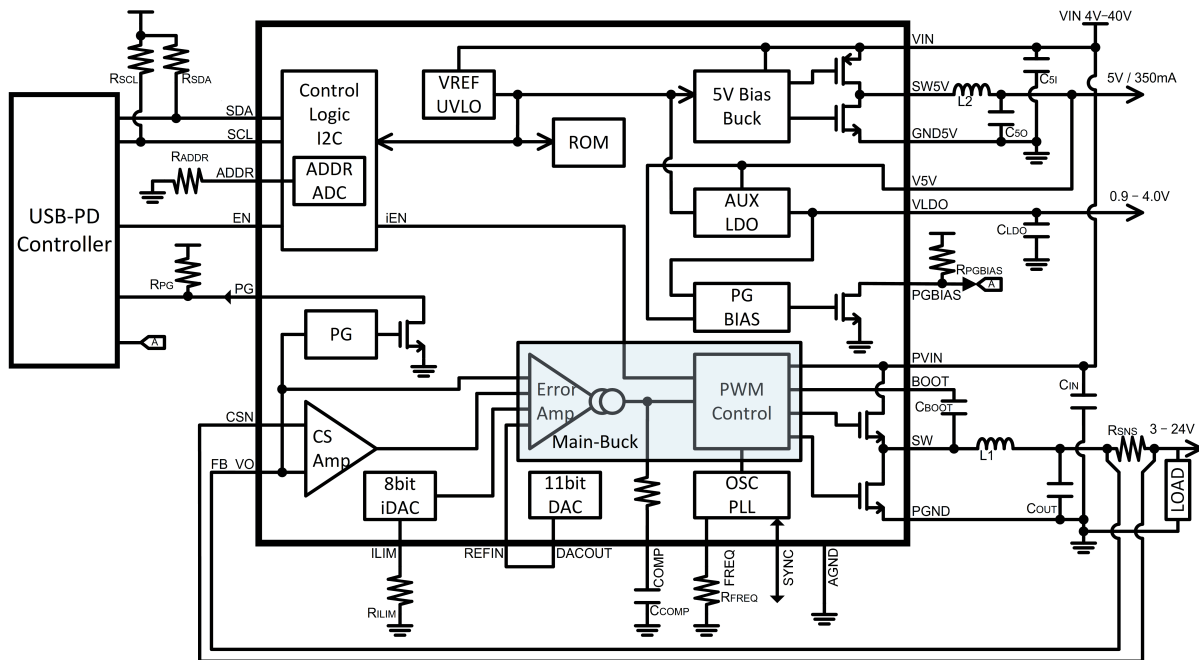 VIN 4V–40V
VIN
RSCL
RSDA
VREF
UVLO
Control
Logic
I2C
5V Bias
Buck
C5I
SW5V
L2
5V / 350mA
C5O
GND5V
SDA
SCL
ROM
RADDR
ADDR
ADDR
ADC
V5V
AUX
LDO
VLDO
0.9 – 4.0V
CLDO
USB-PD
Controller
EN
iEN
RPG
PG
PG
BIAS
RPGBIAS
PGBIAS
A
PG
A
PVIN
BOOT
CIN
CBOOT
Error
Amp
PWM
Control
Main-Buck
CSN
CS
Amp
SW
L1
RSNS
3 – 24V
FB_VO
8bit
iDAC
11bit
DAC
OSC
PLL
COUT
LOAD
PGND
ILIM
REFIN
DACOUT
COMP
FREQ
SYNC
AGND
RILIM
CCOMP
RFREQ